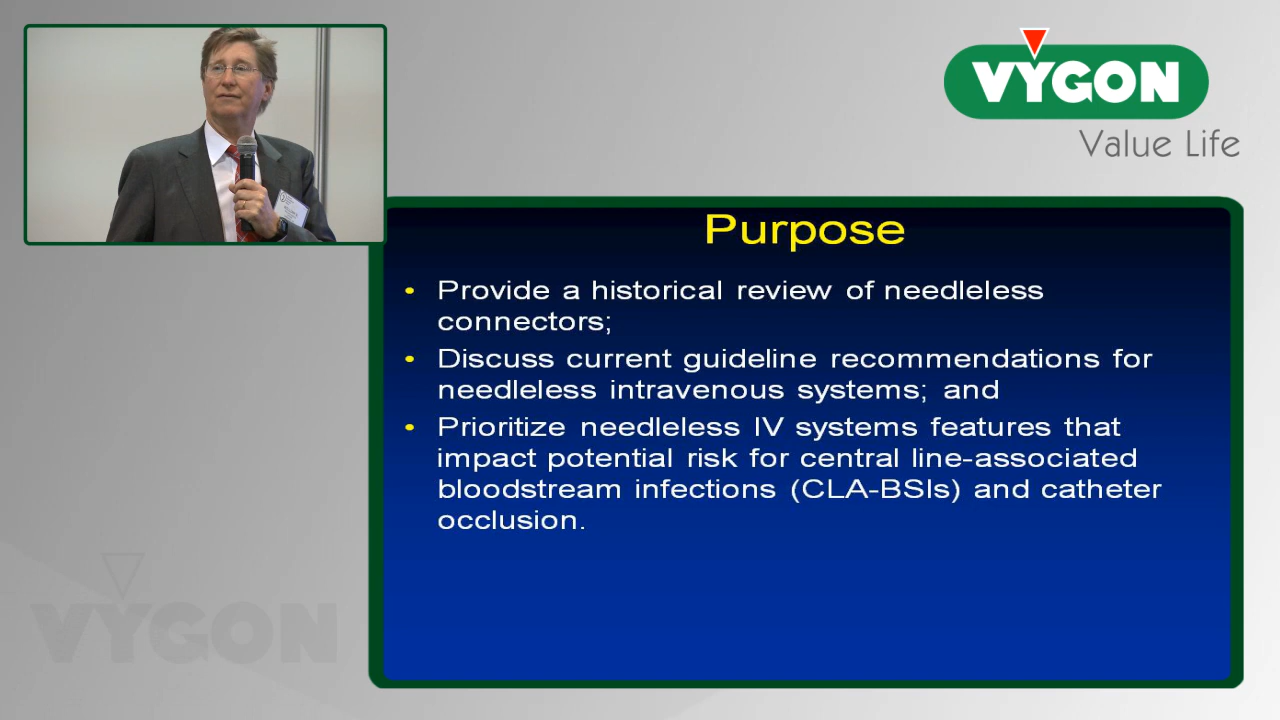 VYGON
Value Life
Purpose
• Provide a historical review of needleless
connectors;
• Discuss current guideline recommendations for
needleless intravenous systems; and
• Prioritize needleless IV systems features that
impact potential risk for central line-associated
bloodstream infections (CLA-BSIs) and catheter
occlusion.
VYGON